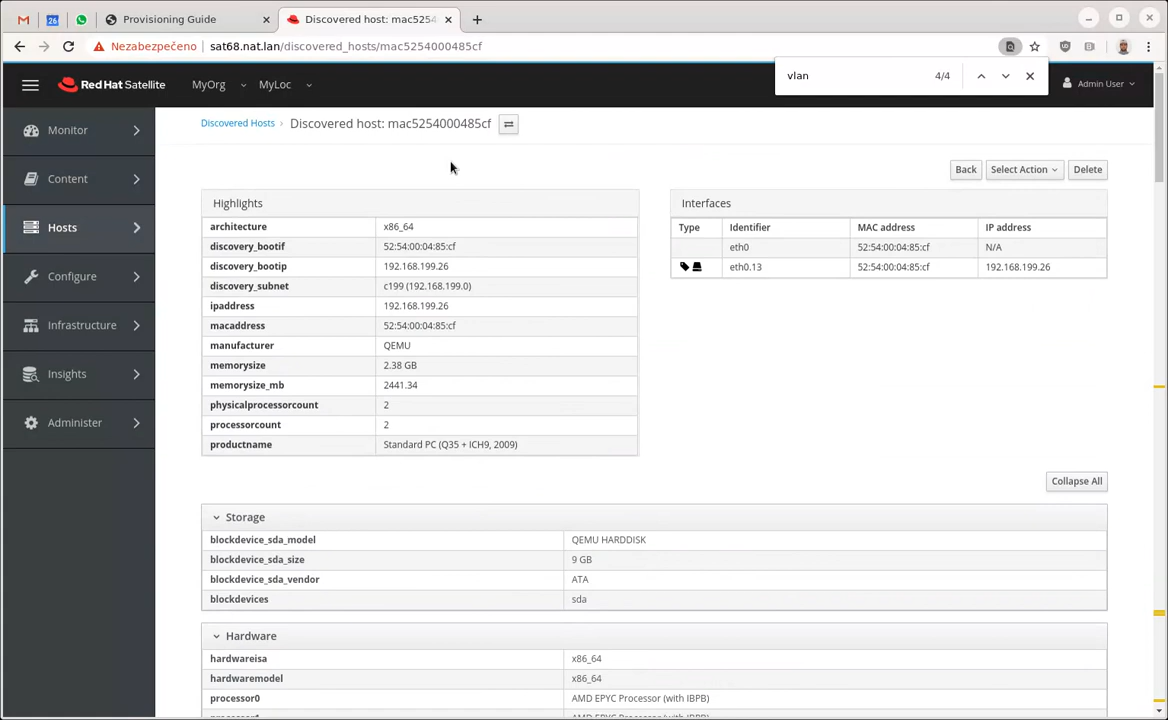 26
Provisioning Guide
Discovered host: mac5254
Nezabezpečeno
sat68.nat.lan/discovered_hosts/mac5254000485cf
vlan
4/4
Red Hat Satellite
MyOrg
MyLoc
Admin User
Monitor
Content
Hosts
Configure
Infrastructure
Insights
Administer
Discovered Hosts
Discovered host: mac5254000485cf
Back
Select Action
Delete
Highlights
architecture x86_64
discovery_bootif 52:54:00:04:85:cf
discovery_bootip 192.168.199.26
discovery_subnet c199 (192.168.199.0)
ipaddress 192.168.199.26
macaddress 52:54:00:04:85:cf
manufacturer QEMU
memorysize 2.38 GB
memorysize_mb 2441.34
physicalprocessorcount 2
processorcount 2
productname Standard PC (Q35 + ICH9, 2009)
Interfaces
Type Identifier MAC address IP address
eth0 52:54:00:04:85:cf N/A
eth0.13 52:54:00:04:85:cf 192.168.199.26
Collapse All
Storage
blockdevice_sda_model QEMU HARDDISK
blockdevice_sda_size 9 GB
blockdevice_sda_vendor ATA
blockdevices sda
Hardware
hardwareisa x86_64
hardwaremodel x86_64
processor0 AMD EPYC Processor (with IBPB)